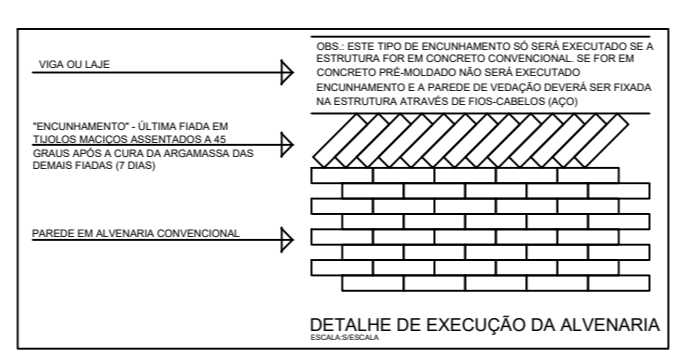 OBS.: ESTE TIPO DE ENCUNHAMENTO SÓ SERÁ EXECUTADO SE A
ESTRUTURA FOR EM CONCRETO CONVENCIONAL. SE FOR EM
CONCRETO PRÉ-MOLDADO NÃO SERÁ EXECUTADO
ENCUNHAMENTO E A PAREDE DE VEDAÇÃO DEVERÁ SER FIXADA
NA ESTRUTURA ATRAVÉS DE FIOS-CABELOS (AÇO)
VIGA OU LAJE
"ENCUNHAMENTO" - ÚLTIMA FIADA EM
TIJOLOS MACIÇOS ASSENTADOS A 45
GRAUS APÓS A CURA DA ARGAMASSA DAS
DEMAIS FIADAS (7 DIAS)
PAREDE EM ALVENARIA CONVENCIONAL
DETALHE DE EXECUÇÃO DA ALVENARIA
ESCALA:S/ESCALA